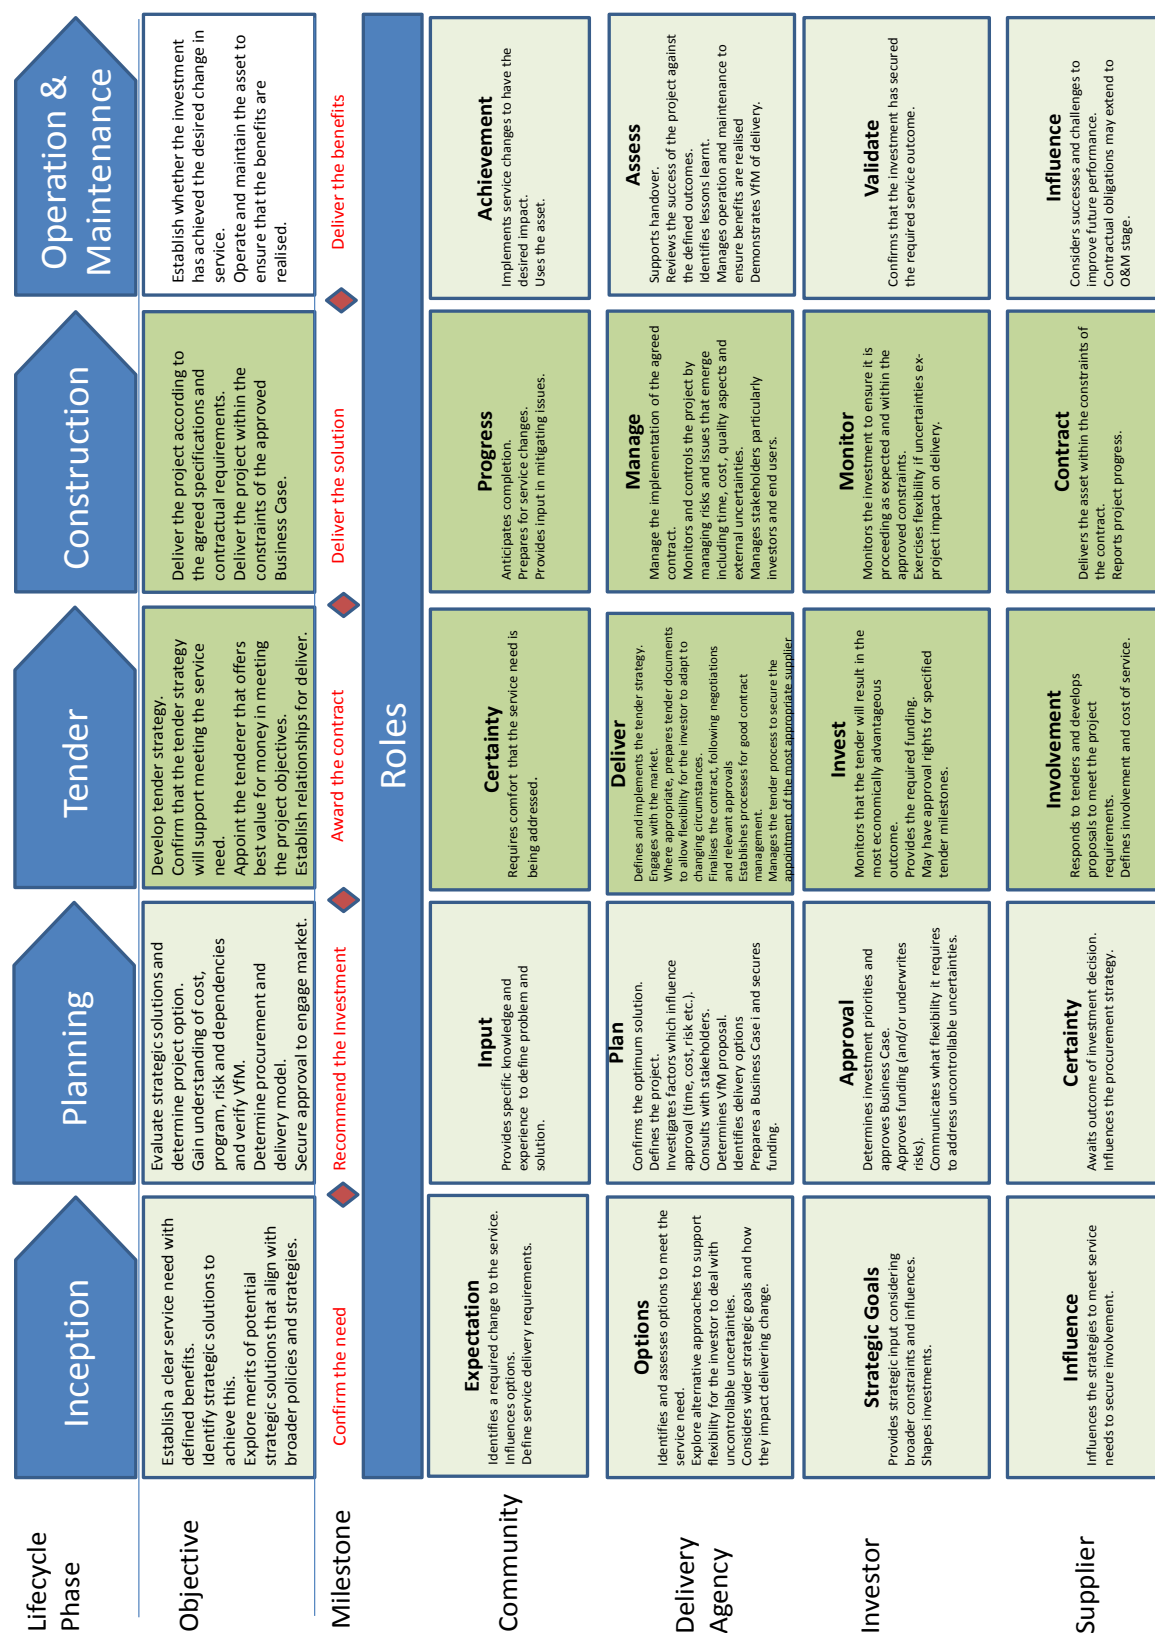 Lifecycle
Phase
Inception
Planning
Tender
Construction
Operation &
Maintenance
Objective
Establish a clear service need with
defined benefits.
Identify strategic solutions to
achieve this.
Explore merits of potential
strategic solutions that align with
broader policies and strategies.
Evaluate strategic solutions and
determine project option.
Gain understanding of cost,
program, risk and dependencies
and verify VfM.
Determine procurement and
delivery model.
Secure approval to engage market.
Develop tender strategy.
Confirm that the tender strategy
will support meeting the service
need.
Appoint the tenderer that offers
best value for money in meeting
the project objectives.
Establish relationships for deliver.
Deliver the project according to
the agreed specifications and
contractual requirements.
Deliver the project within the
constraints of the approved
Business Case.
Establish whether the investment
has achieved the desired change in
service.
Operate and maintain the asset to
ensure that the benefits are
realised.
Milestone
Confirm the need
Recommend the Investment
Award the contract
Deliver the solution
Deliver the benefits
Roles
Community
Expectation
Identifies a required change to the service.
Influences options.
Define service delivery requirements.
Input
Provides specific knowledge and
experience to define problem and
solution.
Certainty
Requires comfort that the service need is
being addressed.
Progress
Anticipates completion.
Prepares for service changes.
Provides input in mitigating issues.
Achievement
Implements service changes to have the
desired impact.
Uses the asset.
Delivery
Agency
Options
Identifies and assesses options to meet the
service need.
Explore alternative approaches to support
flexibility for the investor to deal with
uncontrollable uncertainties.
Considers wider strategic goals and how
they impact delivering change.
Plan
Confirms the optimum solution.
Defines the project.
Investigates factors which influence
approval (time, cost, risk etc.).
Consults with stakeholders.
Determines VfM proposal.
Identifies delivery options
Prepares a Business Case i and secures
funding.
Deliver
Defines and implements the tender strategy.
Engages with the market.
Where appropriate, prepares tender documents
to allow flexibility for the investor to adapt to
changing circumstances.
Finalises the contract, following negotiations
and relevant approvals
Establishes processes for good contract
management.
Manages the tender process to secure the
appointment of the most appropriate supplier
Manage
Manage the implementation of the agreed
contract.
Monitors and controls the project by
managing risks and issues that emerge
including time, cost, quality aspects and
external uncertainties.
Manages stakeholders particularly
investors and end users.
Assess
Supports handover.
Reviews the success of the project against
the defined outcomes.
Identifies lessons learnt.
Manages operation and maintenance to
ensure benefits are realised
Demonstrates VfM of delivery.
Investor
Strategic Goals
Provides strategic input considering
broader constraints and influences.
Shapes investments.
Approval
Determines investment priorities and
approves Business Case.
Approves funding (and/or underwrites
risks).
Communicates what flexibility it requires
to address uncontrollable uncertainties.
Invest
Monitors that the tender will result in the
most economically advantageous
outcome.
Provides the required funding.
May have approval rights for specified
tender milestones.
Monitor
Monitors the investment to ensure it is
proceeding as expected and within the
approved constraints.
Exercises flexibility if uncertainties ex-
project impact on delivery.
Validate
Confirms that the investment has secured
the required service outcome.
Supplier
Influence
Influences the strategies to meet service
needs to secure involvement.
Certainty
Awaits outcome of investment decision.
Influences the procurement strategy.
Involvement
Responds to tenders and develops
proposals to meet the project
requirements.
Defines involvement and cost of service.
Contract
Delivers the asset within the constraints of
the contract.
Reports project progress.
Influence
Considers successes and challenges to
improve future performance.
Contractual obligations may extend to
O&M stage.